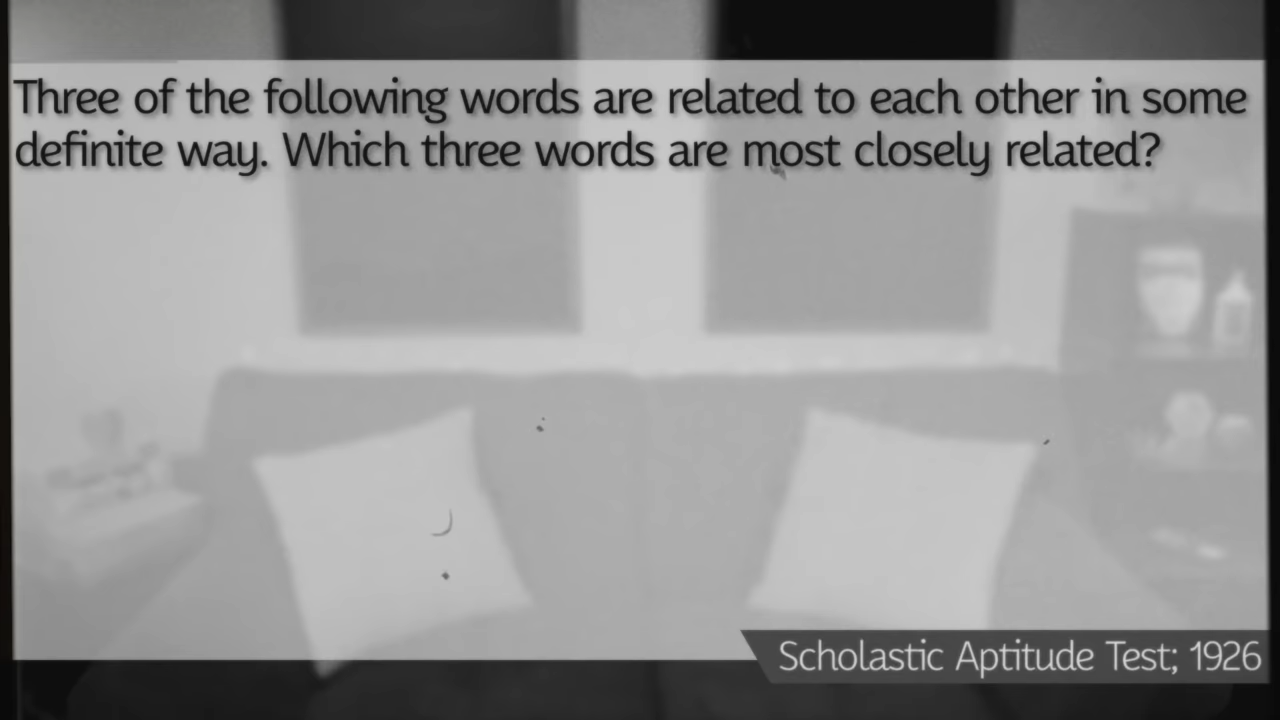 Three of the following words are related to each other in some
definite way. Which three words are most closely related?
Scholastic Aptitude Test; 1926